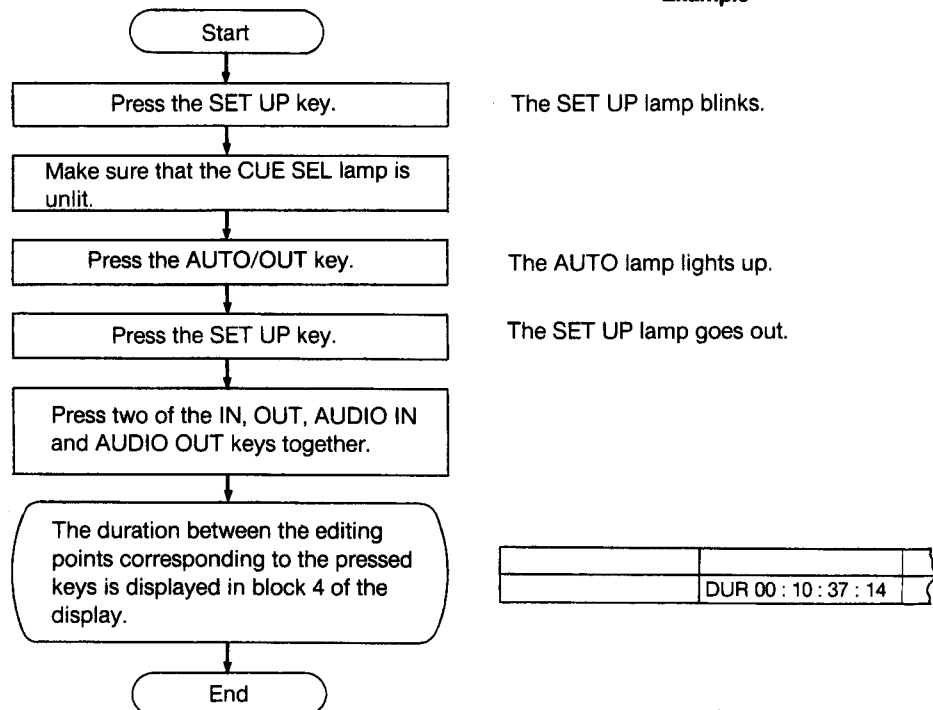 Example
Start
Press the SET UP key.
The SET UP lamp blinks.
Make sure that the CUE SEL lamp is
unlit.
Press the AUTO/OUT key.
The AUTO lamp lights up.
Press the SET UP key.
The SET UP lamp goes out.
Press two of the IN, OUT, AUDIO IN
and AUDIO OUT keys together.
The duration between the editing
points corresponding to the pressed
keys is displayed in block 4 of the
display.
DUR 00 : 10 : 37 : 14
End